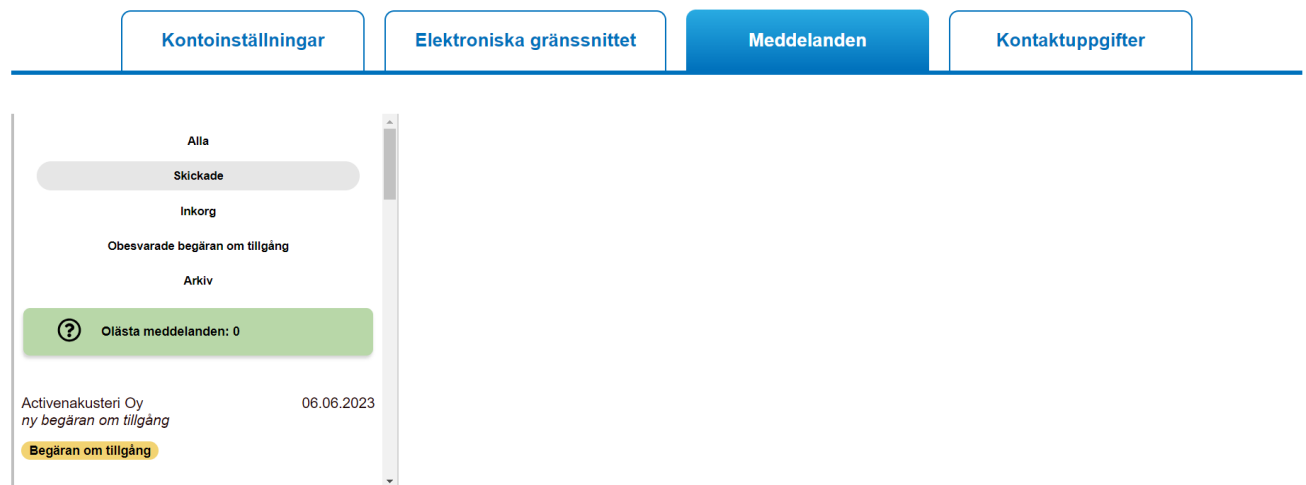 Kontoinställningar
Elektroniska gränssnittet
Meddelanden
Kontaktuppgifter
Alla
Skickade
Inkorg
Obesvarade begäran om tillgång
Arkiv
Olästa meddelanden: 0
Activenakusteri Oy 06.06.2023
ny begäran om tillgång
Begäran om tillgång